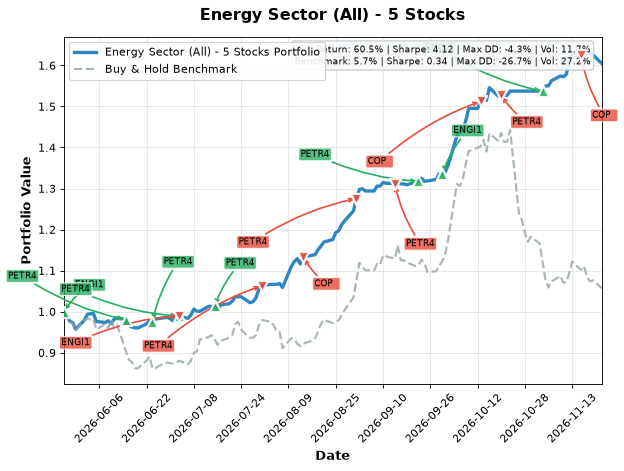 Energy Sector (All) - 5 Stocks
Energy Sector (All) - 5 Stocks Portfolio
Buy & Hold Benchmark
Return: 60.5% | Sharpe: 4.12 | Max DD: -4.3% | Vol: 11.7%
Benchmark: 5.7% | Sharpe: 0.34 | Max DD: -26.7% | Vol: 27.2%
Portfolio Value
1.6
1.5
1.4
1.3
1.2
1.1
1.0
0.9
COP
PETR4
ENGI1
PETR4
COP
PETR4
PETR4
PETR4
PETR4
PETR4
COP
PETR4
ENGI1
PETR4
ENGI1
PETR4
2026-06-06
2026-06-22
2026-07-08
2026-07-24
2026-08-09
2026-08-25
2026-09-10
2026-09-26
2026-10-12
2026-10-28
2026-11-13
Date